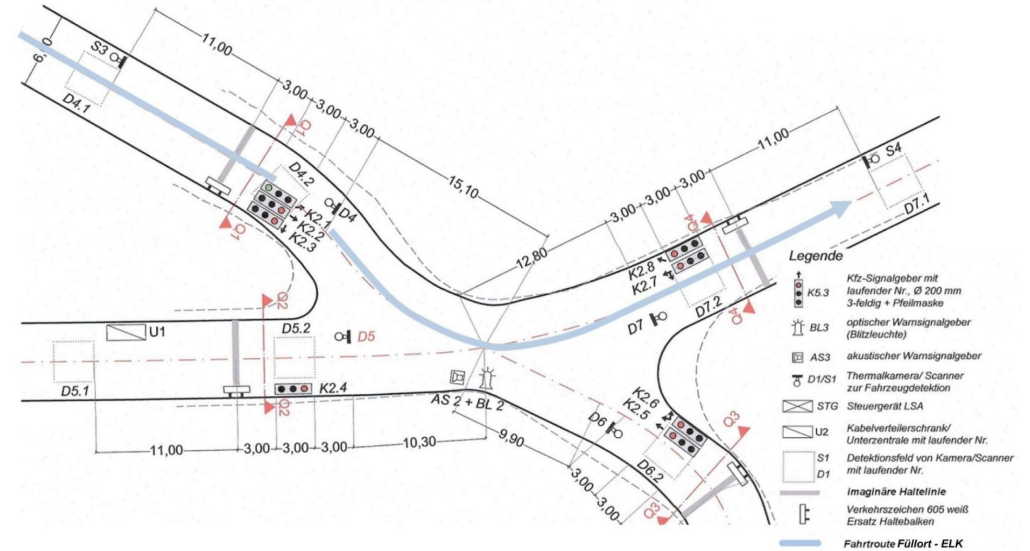 11,00
S3
6,
D4.1
3,00
3,00
3,00
Q1
D4.2
D4
15,10
K2.1
K2.2
K2.3
Q1
12,80
3,00
3,00
3,00
11,00
S4
D7.1
Q4
K2.8
K2.7
D7.2
Q4
D7
Q2
U1
D5.2
D5
D5.1
K2.4
Q2
AS 2 + BL 2
11,00
3,00
3,00
3,00
10,30
9,90
D6
K2.6
K2.5
D6.2
Q3
3,00
3,00
Q3
Legende
K5.3
Kfz-Signalgeber mit
laufender Nr., Ø 200 mm
3-feldig + Pfeilmaske
BL3
optischer Warnsignalgeber
(Blitzleuchte)
AS3
akustischer Warnsignalgeber
D1/S1
Thermalkamera/ Scanner
zur Fahrzeugdetektion
STG
Steuergerät LSA
U2
Kabelverteilerschrank/
Unterzentrale mit laufender Nr.
S1
D1
Detektionsfeld von Kamera/Scanner
mit laufender Nr.
imaginäre Haltelinie
Verkehrszeichen 605 weiß
Ersatz Haltebalken
Fahrtroute Füllort - ELK